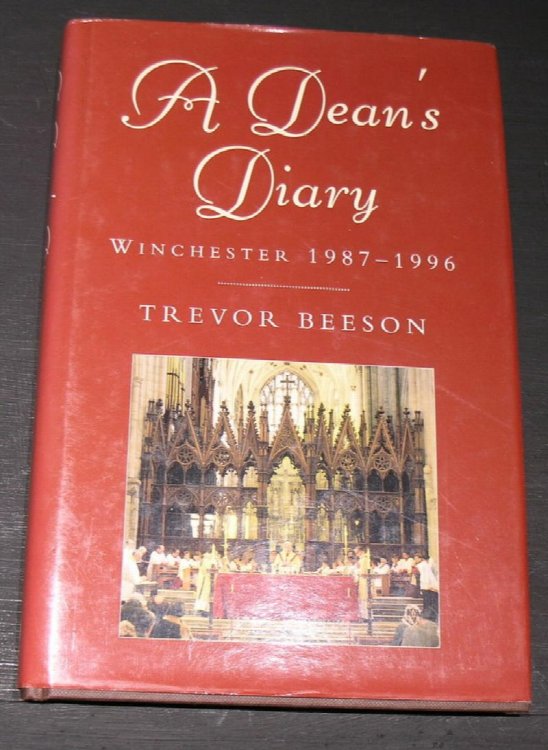 A Dean's
Diary
WINCHESTER 1987–1996
TREVOR BEESON